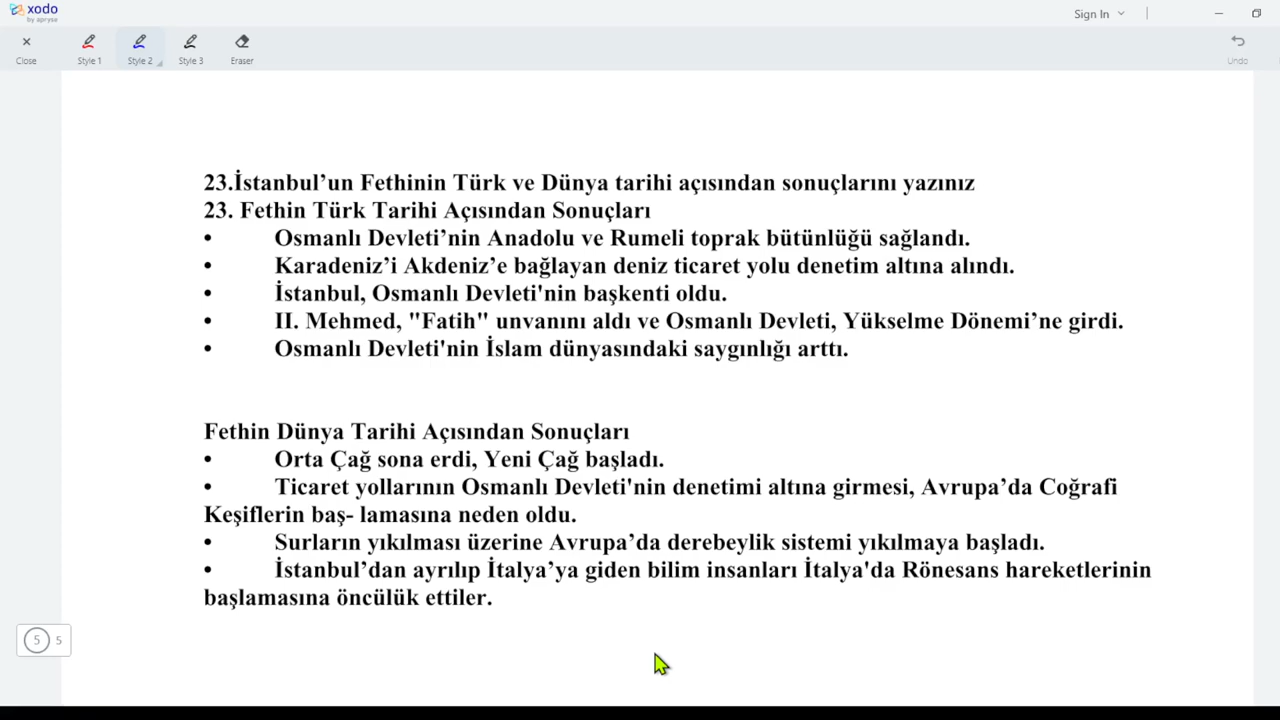 xodo
by apryse
Sign In
Close
Style 1
Style 2
Style 3
Eraser
Undo
23.İstanbul’un Fethinin Türk ve Dünya tarihi açısından sonuçlarını yazınız
23. Fethin Türk Tarihi Açısından Sonuçları
• Osmanlı Devleti’nin Anadolu ve Rumeli toprak bütünlüğü sağlandı.
• Karadeniz’i Akdeniz’e bağlayan deniz ticaret yolu denetim altına alındı.
• İstanbul, Osmanlı Devleti'nin başkenti oldu.
• II. Mehmed, "Fatih" unvanını aldı ve Osmanlı Devleti, Yükselme Dönemi’ne girdi.
• Osmanlı Devleti'nin İslam dünyasındaki saygınlığı arttı.
Fethin Dünya Tarihi Açısından Sonuçları
• Orta Çağ sona erdi, Yeni Çağ başladı.
• Ticaret yollarının Osmanlı Devleti'nin denetimi altına girmesi, Avrupa’da Coğrafi
Keşiflerin baş- lamasına neden oldu.
• Surların yıkılması üzerine Avrupa’da derebeylik sistemi yıkılmaya başladı.
• İstanbul’dan ayrılıp İtalya’ya giden bilim insanları İtalya'da Rönesans hareketlerinin
başlamasına öncülük ettiler.
5 5